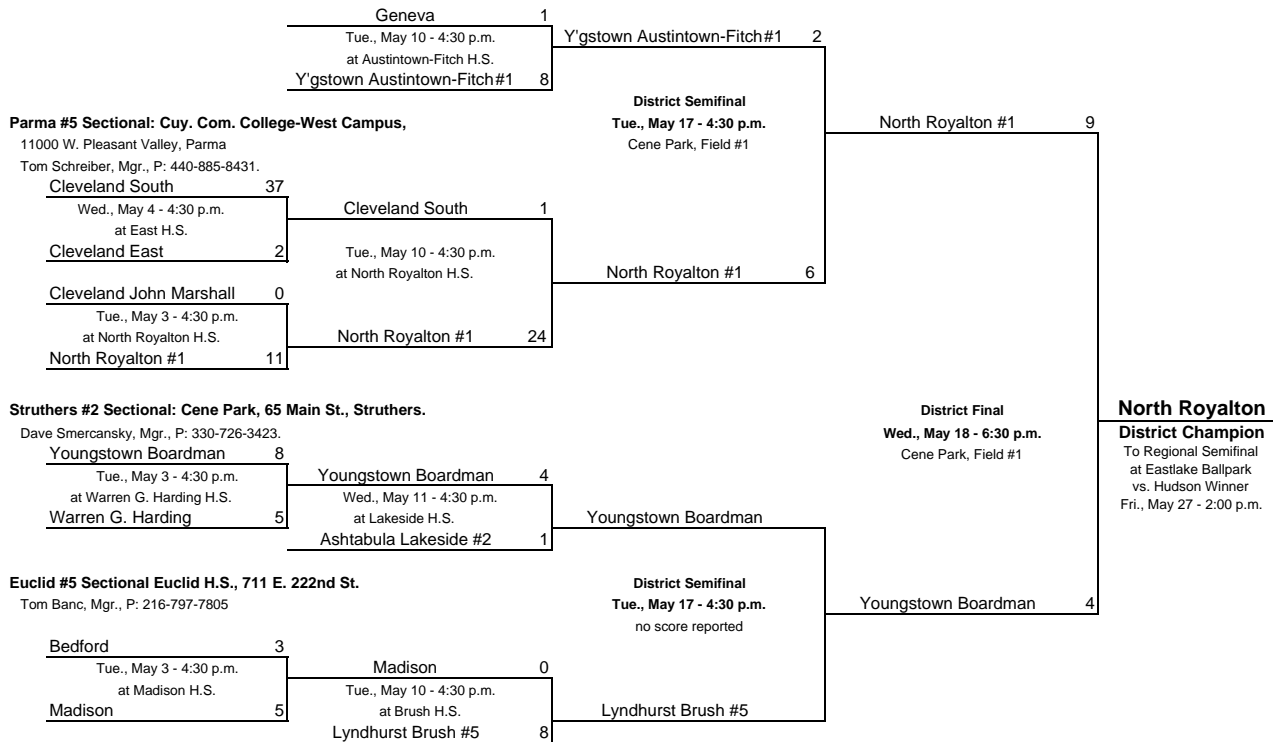 Geneva 1
Tue., May 10 - 4:30 p.m.
at Austintown-Fitch H.S.
Y'gstown Austintown-Fitch#1 8
Y'gstown Austintown-Fitch#1 2
District Semifinal
Tue., May 17 - 4:30 p.m.
Cene Park, Field #1
North Royalton #1 9
Parma #5 Sectional: Cuy. Com. College-West Campus,
11000 W. Pleasant Valley, Parma
Tom Schreiber, Mgr., P: 440-885-8431.
Cleveland South 37
Wed., May 4 - 4:30 p.m.
at East H.S.
Cleveland East 2
Cleveland South 1
Tue., May 10 - 4:30 p.m.
at North Royalton H.S.
North Royalton #1 6
Cleveland John Marshall 0
Tue., May 3 - 4:30 p.m.
at North Royalton H.S.
North Royalton #1 11
North Royalton #1 24
Struthers #2 Sectional: Cene Park, 65 Main St., Struthers.
Dave Smercansky, Mgr., P: 330-726-3423.
Youngstown Boardman 8
Tue., May 3 - 4:30 p.m.
at Warren G. Harding H.S.
Warren G. Harding 5
Youngstown Boardman 4
Wed., May 11 - 4:30 p.m.
at Lakeside H.S.
Ashtabula Lakeside #2 1
Youngstown Boardman
District Final
Wed., May 18 - 6:30 p.m.
Cene Park, Field #1
North Royalton
District Champion
To Regional Semifinal
at Eastlake Ballpark
vs. Hudson Winner
Fri., May 27 - 2:00 p.m.
Euclid #5 Sectional Euclid H.S., 711 E. 222nd St.
Tom Banc, Mgr., P: 216-797-7805
District Semifinal
Tue., May 17 - 4:30 p.m.
no score reported
Youngstown Boardman 4
Bedford 3
Tue., May 3 - 4:30 p.m.
at Madison H.S.
Madison 5
Madison 0
Tue., May 10 - 4:30 p.m.
at Brush H.S.
Lyndhurst Brush #5 8
Lyndhurst Brush #5